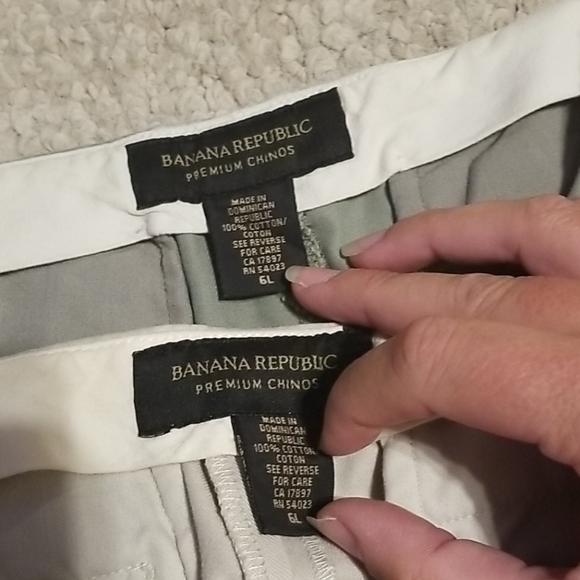 BANANA REPUBLIC
PREMIUM CHINOS
MADE IN
DOMINICAN
REPUBLIC
100% COTTON/
COTON
SEE REVERSE
FOR CARE
CA 17897
RN 54023
6L
BANANA REPUBLIC
PREMIUM CHINOS
MADE IN
DOMINICAN
REPUBLIC
100% COTTON
COTON
SEE REVERSE
FOR CARE
CA 17897
RN 54023
6L